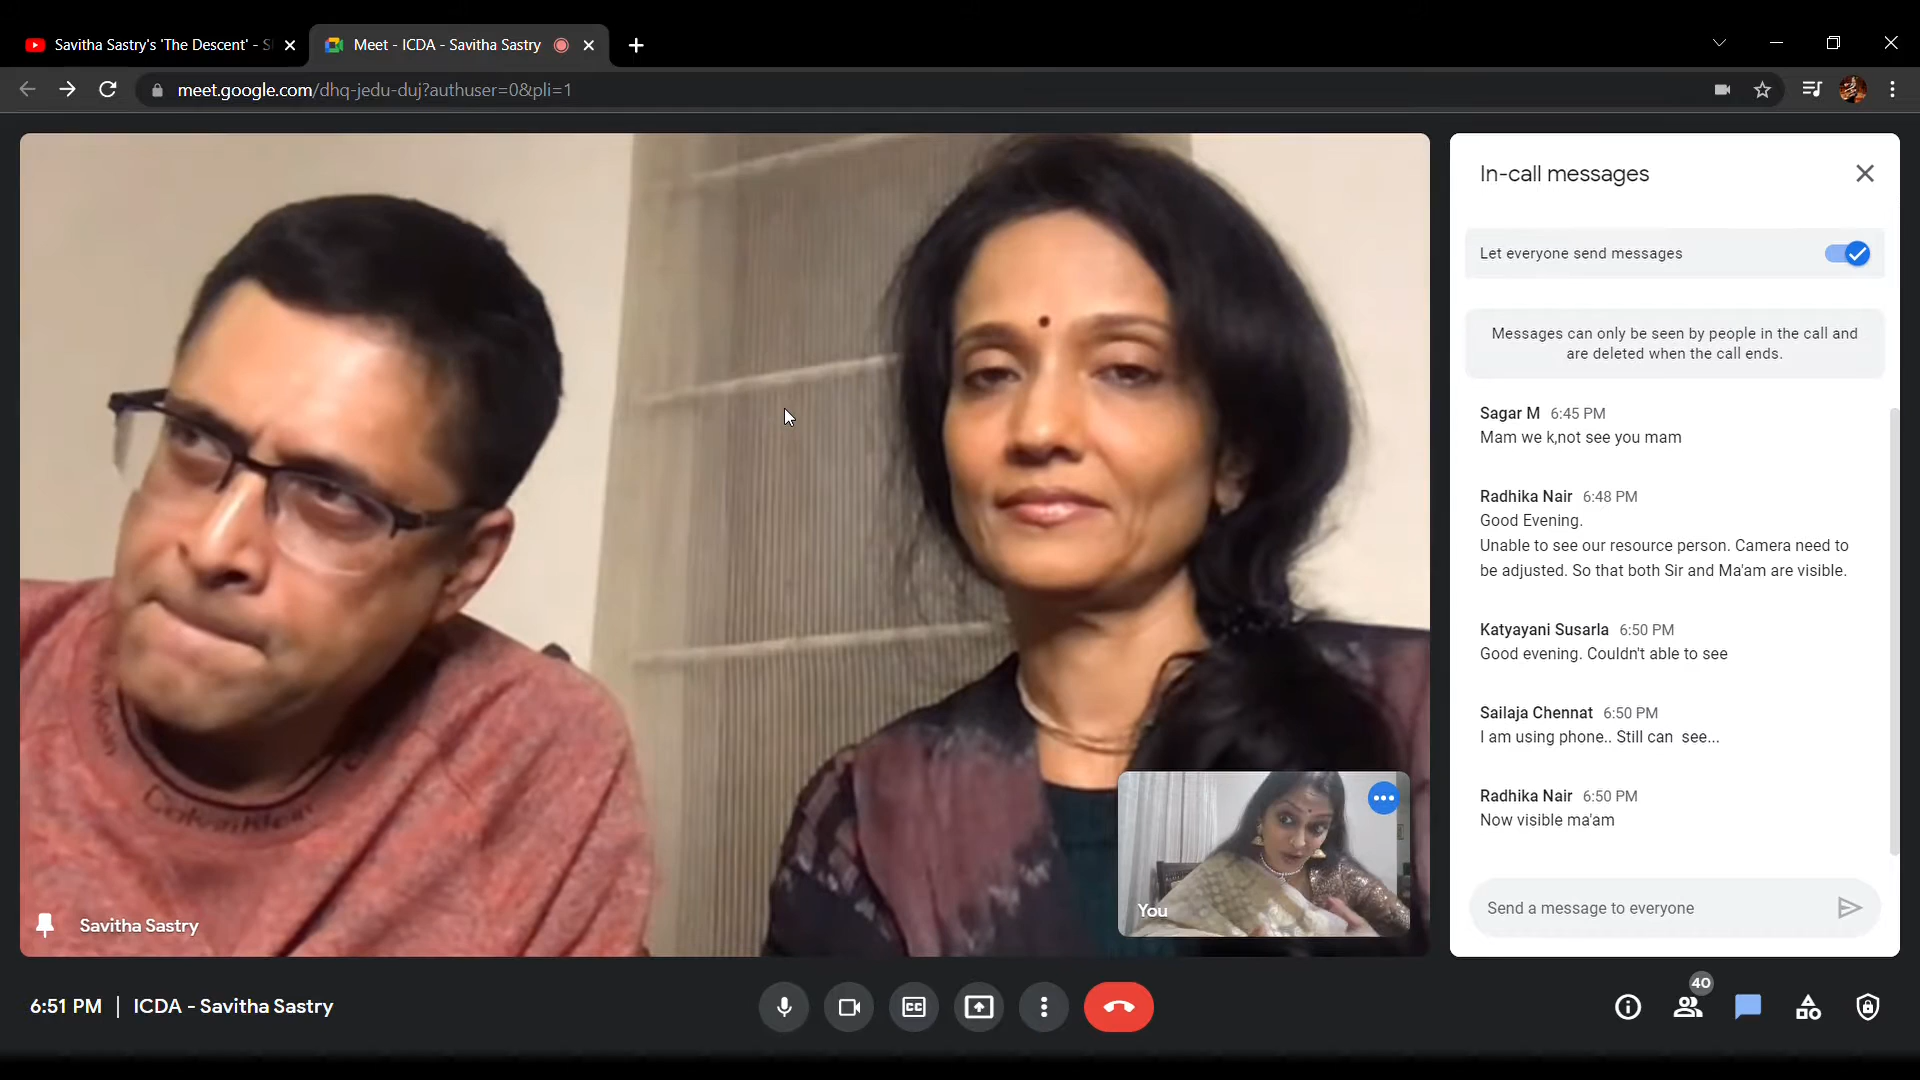 Savitha Sastry's 'The Descent' - S
Meet - ICDA - Savitha Sastry
meet.google.com/dhq-jedu-duj?authuser=0&pli=1
In-call messages
Let everyone send messages
Messages can only be seen by people in the call and
are deleted when the call ends.
Sagar M 6:45 PM
Mam we k,not see you mam
Radhika Nair 6:48 PM
Good Evening.
Unable to see our resource person. Camera need to
be adjusted. So that both Sir and Ma'am are visible.
Katyayani Susarla 6:50 PM
Good evening. Couldn't able to see
Sailaja Chennat 6:50 PM
I am using phone.. Still can see...
Radhika Nair 6:50 PM
Now visible ma'am
Send a message to everyone
Calvin Klein
You
Savitha Sastry
6:51 PM | ICDA - Savitha Sastry
CC
40